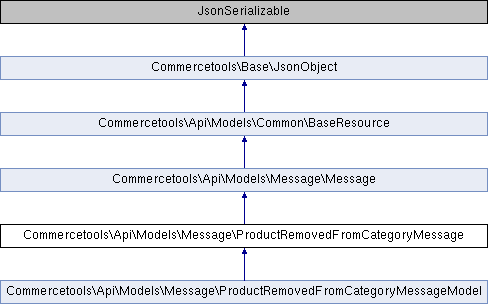 JsonSerializable
Commercetools\Base\JsonObject
Commercetools\Api\Models\Common\BaseResource
Commercetools\Api\Models\Message\Message
Commercetools\Api\Models\Message\ProductRemovedFromCategoryMessage
Commercetools\Api\Models\Message\ProductRemovedFromCategoryMessageModel